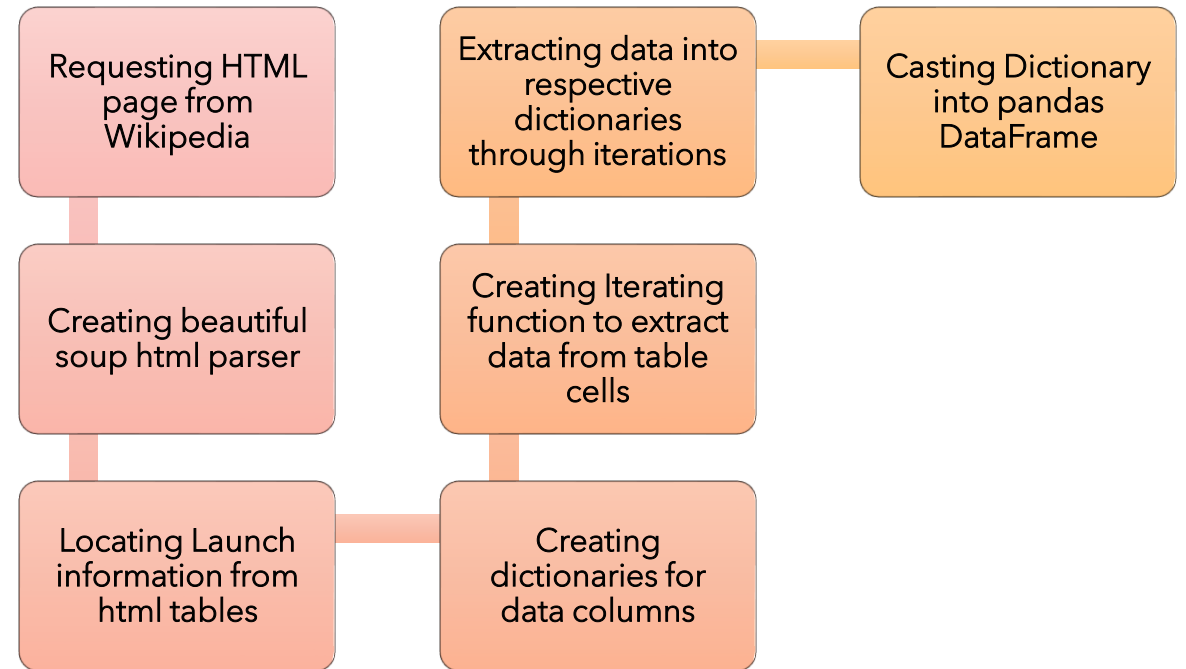 Requesting HTML
page from
Wikipedia
Creating beautiful
soup html parser
Locating Launch
information from
html tables
Creating
dictionaries for
data columns
Creating Iterating
function to extract
data from table
cells
Extracting data into
respective
dictionaries
through iterations
Casting Dictionary
into pandas
DataFrame